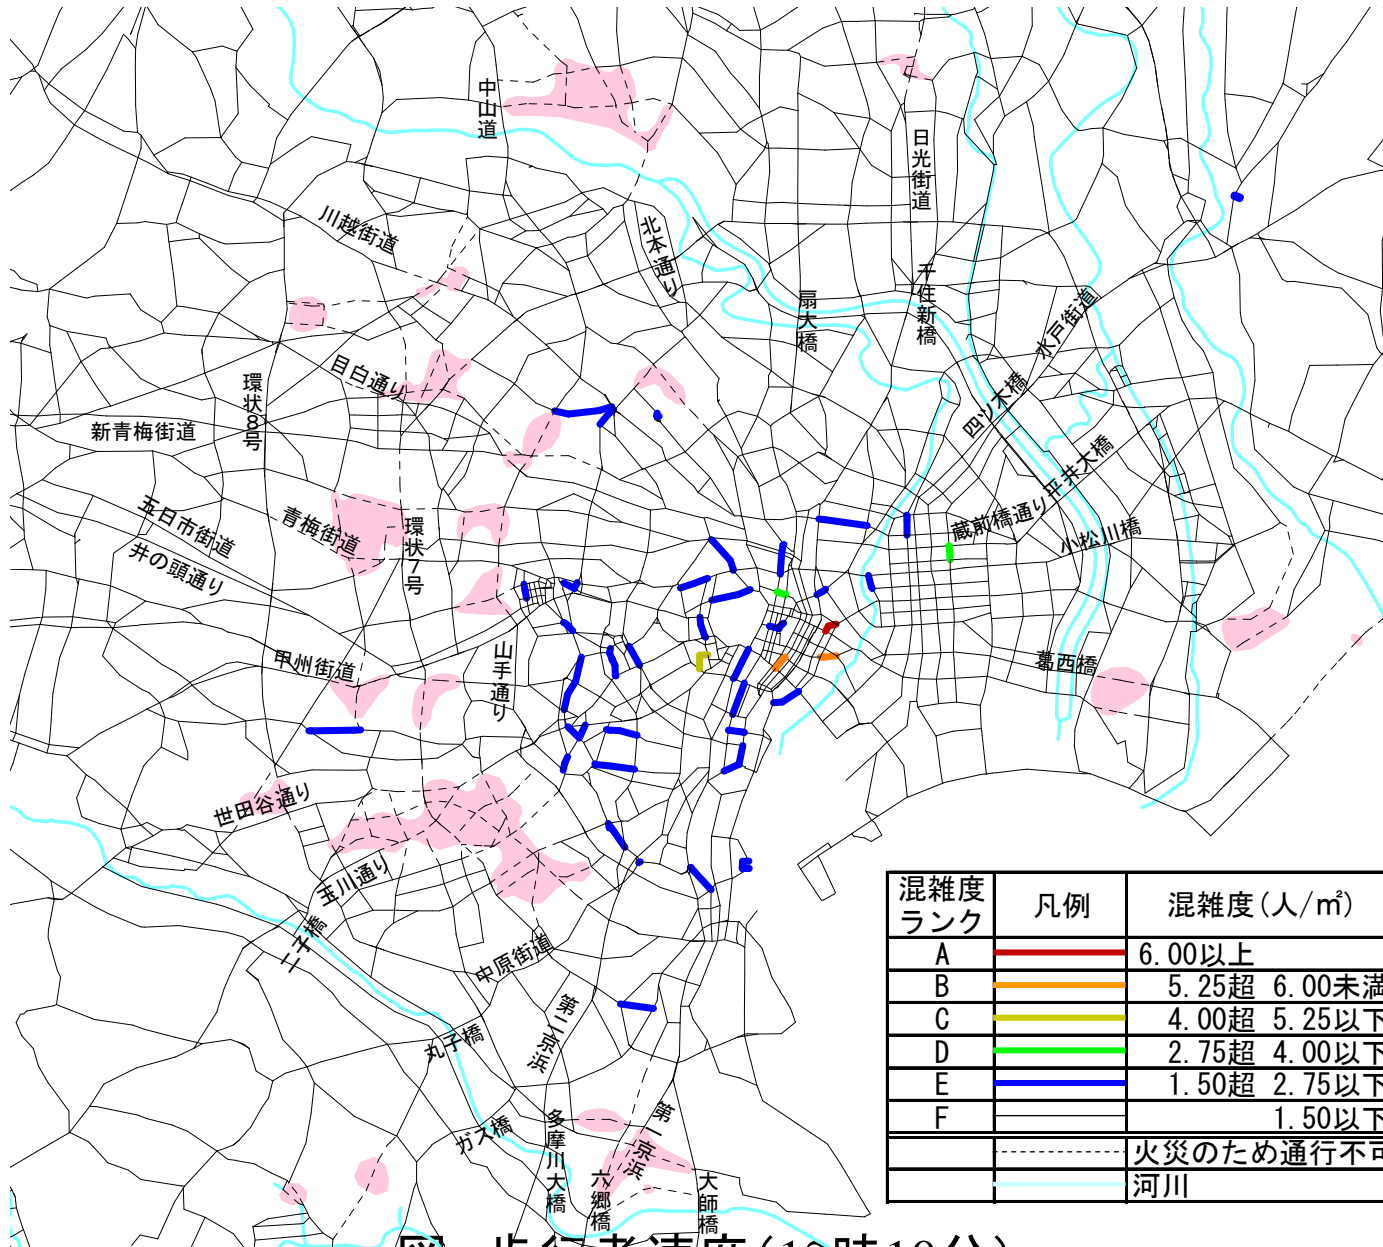 中山道
日光街道
川越街道
北本通り
扇大橋
千住新橋
水戸街道
目白通り
環状8号
四ツ木橋
新青梅街道
平井大橋
五日市街道
青梅街道
環状7号
蔵前橋通り
小松川橋
井の頭通り
甲州街道
山手通り
葛西橋
世田谷通り
玉川通り
二子橋
中原街道
第二京浜
丸子橋
ガス橋
多摩川大橋
六郷橋
第一京浜
大師橋
混雑度ランク 凡例 混雑度(人/㎡)
A 6.00以上
B 5.25超 6.00未満
C 4.00超 5.25以下
D 2.75超 4.00以下
E 1.50超 2.75以下
F 1.50以下
火災のため通行不可
河川